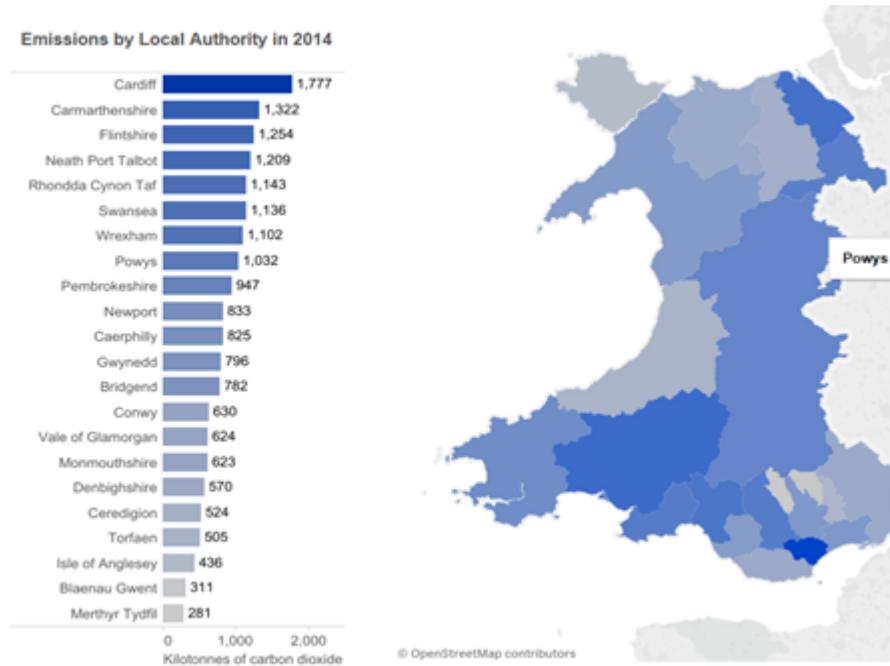 Emissions by Local Authority in 2014
Cardiff 1,777
Carmarthenshire 1,322
Flintshire 1,254
Neath Port Talbot 1,209
Rhondda Cynon Taf 1,143
Swansea 1,136
Wrexham 1,102
Powys 1,032
Pembrokeshire 947
Newport 833
Caerphilly 825
Gwynedd 796
Bridgend 782
Conwy 630
Vale of Glamorgan 624
Monmouthshire 623
Denbighshire 570
Ceredigion 524
Torfaen 505
Isle of Anglesey 436
Blaenau Gwent 311
Merthyr Tydfil 281
0 1,000 2,000
Kilotonnes of carbon dioxide
Powys
© OpenStreetMap contributors